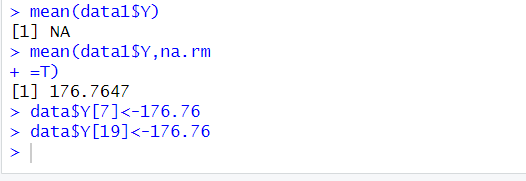 > mean(data1$Y)
[1] NA
> mean(data1$Y,na.rm
+ =T)
[1] 176.7647
> data$Y[7]<-176.76
> data$Y[19]<-176.76
>